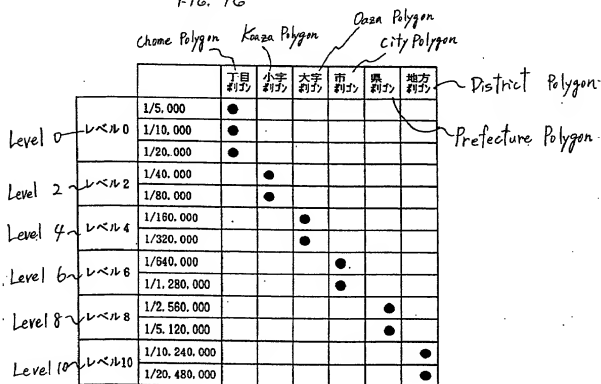 FIG. 16
Oaza Polygon
Chome Polygon Koaza Polygon City Polygon
丁目 ポリゴン 小字 ポリゴン 大字 ポリゴン 市 ポリゴン 県 ポリゴン 地方 ポリゴン District Polygon
Prefecture Polygon
Level 0 レベル0 1/5.000 ●
1/10,000 ●
1/20.000 ●
Level 2 レベル2 1/40.000 ●
1/80.000 ●
Level 4 レベル4 1/160.000 ●
1/320.000 ●
Level 6 レベル6 1/640.000 ●
1/1,280,000 ●
Level 8 レベル8 1/2.560,000 ●
1/5.120,000 ●
Level 10 レベル10 1/10,240,000 ●
1/20,480,000 ●